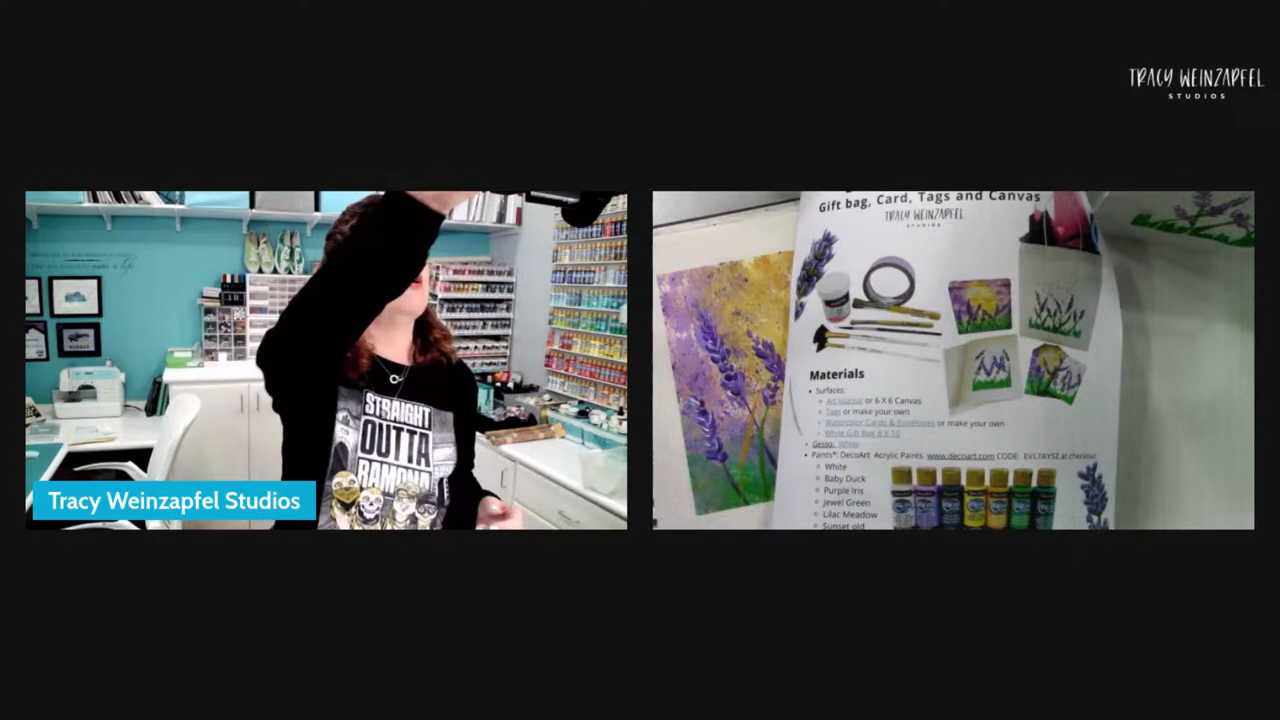 TRACY WEINZAPFEL
STUDIOS
STRAIGHT
OUTTA
RAMONA
Tracy Weinzapfel Studios
Gift bag, Card, Tags and Canvas
TRACY WEINZAPFEL
STUDIOS
Materials
Surfaces:
Art Journal or 6 X 6 Canvas
Tags or make your own
Watercolor Cards & Envelopes or make your own
White Gift Bag 8 X 10
Gesso: White
Paints*: DecoArt Acrylic Paints www.decoart.com CODE: at checkout
White
Baby Duck
Purple Iris
Jewel Green
Lilac Meadow
Sunset old